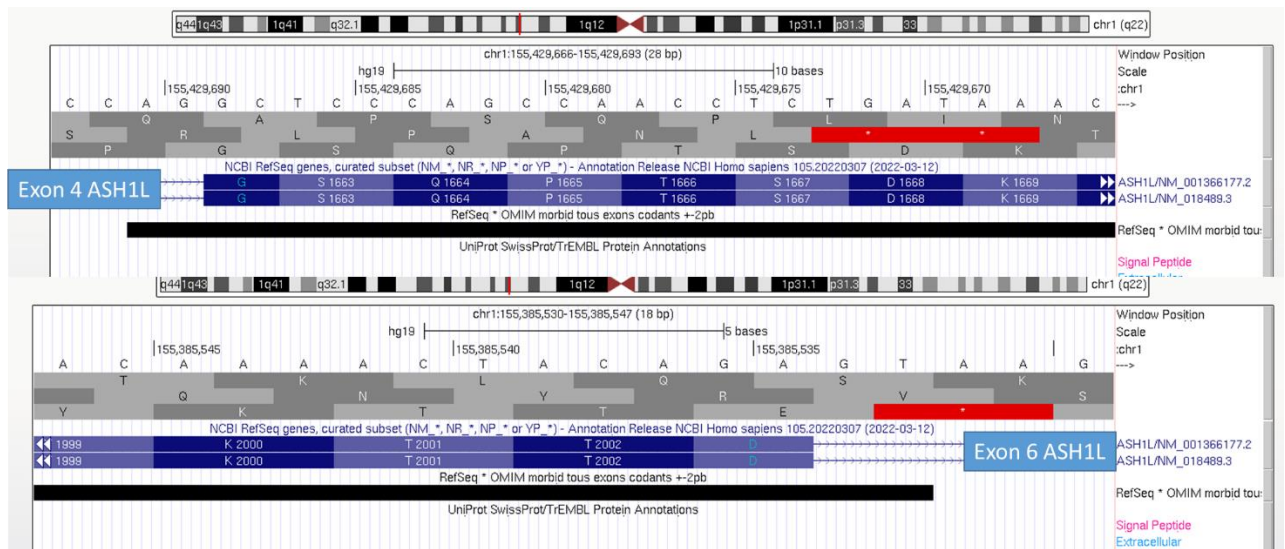 q44 1q43 1q41 q32.1 1q12 1p31.1 p31.3 33 chr1 (q22)
chr1:155,429,666-155,429,693 (28 bp) Window Position
hg19 10 bases Scale
155,429,690 155,429,685 155,429,680 155,429,675 155,429,670 :chr1
C C A G G C T C C C A G C C A A C C T C T G A T A A A C --->
Q A P S Q P L I N
S R L P A N L * * T
P G S Q P T S D K
NCBI RefSeq genes, curated subset (NM_*, NR_*, NP_* or YP_*) - Annotation Release NCBI Homo sapiens 105.20220307 (2022-03-12)
Exon 4 ASH1L
G S 1663 Q 1664 P 1665 T 1666 S 1667 D 1668 K 1669 ASH1L/NM_001366177.2
G S 1663 Q 1664 P 1665 T 1666 S 1667 D 1668 K 1669 ASH1L/NM_018489.3
RefSeq * OMIM morbid tous exons codants +-2pb
RefSeq * OMIM morbid tou
UniProt SwissProt/TrEMBL Protein Annotations
Signal Peptide
q44 1q43 1q41 q32.1 1q12 1p31.1 p31.3 33 chr1 (q22)
chr1:155,385,530-155,385,547 (18 bp) Window Position
hg19 5 bases Scale
155,385,545 155,385,540 155,385,535 :chr1
A C A A A A C T A C A G A G T A A G --->
T K L Q S K
Q N Y R V S
Y K T T E *
NCBI RefSeq genes, curated subset (NM_*, NR_*, NP_* or YP_*) - Annotation Release NCBI Homo sapiens 105.20220307 (2022-03-12)
1999 K 2000 T 2001 T 2002 D ASH1L/NM_001366177.2
1999 K 2000 T 2001 T 2002 D ASH1L/NM_018489.3
Exon 6 ASH1L
RefSeq * OMIM morbid tous exons codants +-2pb
RefSeq * OMIM morbid tou
UniProt SwissProt/TrEMBL Protein Annotations
Signal Peptide
Extracellular